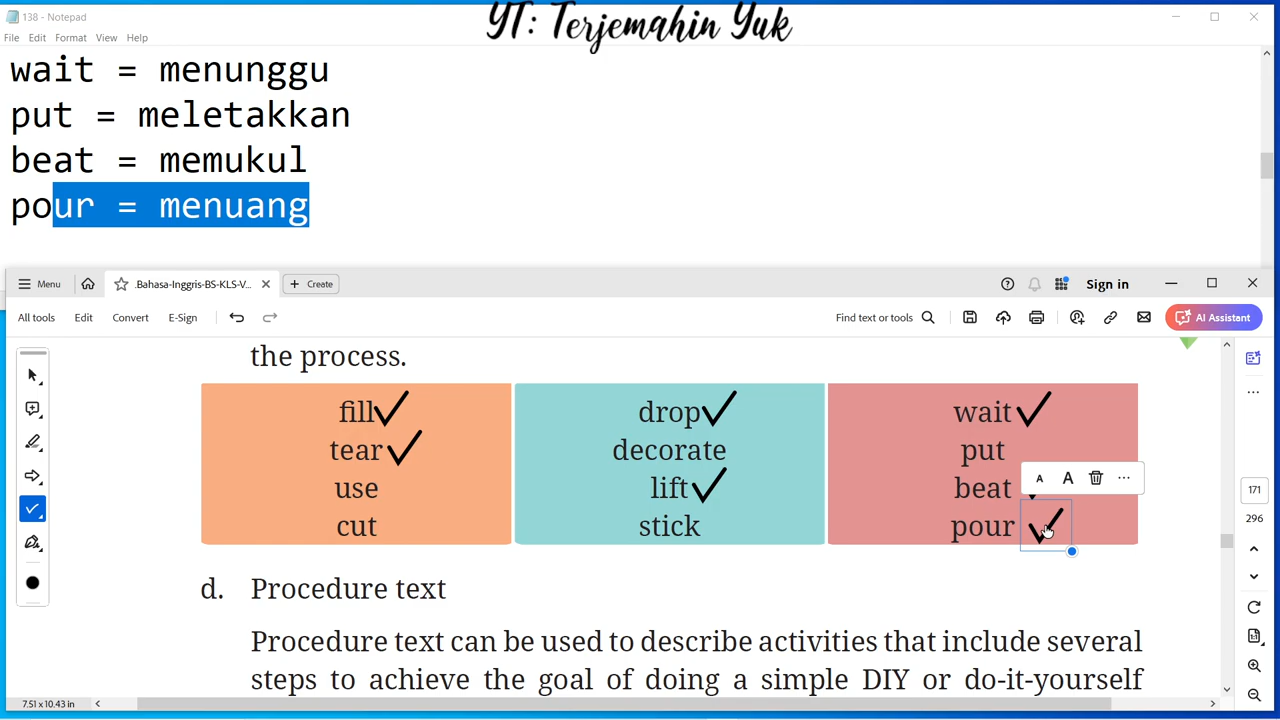 138 - Notepad
YT: Terjemahin Yuk
File Edit Format View Help
wait = menunggu
put = meletakkan
beat = memukul
pour = menuang
Menu .Bahasa-Inggris-BS-KLS-V... Create Sign in
All tools Edit Convert E-Sign Find text or tools AI Assistant
the process.
fill drop wait
tear decorate put
A A
use lift beat
171
cut stick pour
296
d. Procedure text
Procedure text can be used to describe activities that include several
steps to achieve the goal of doing a simple DIY or do-it-yourself
7.51 x 10.43 in